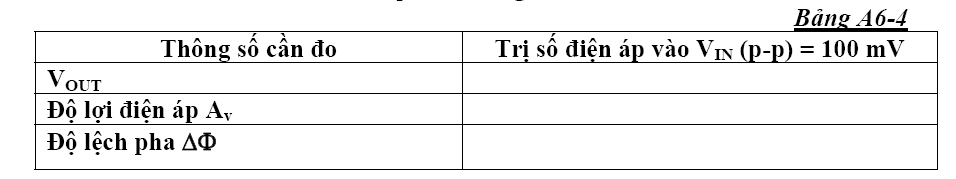 Bảng A6-4
Thông số cần đo
Trị số điện áp vào VIN (p-p) = 100 mV
VOUT
Độ lợi điện áp Av
Độ lệch pha ΔΦ